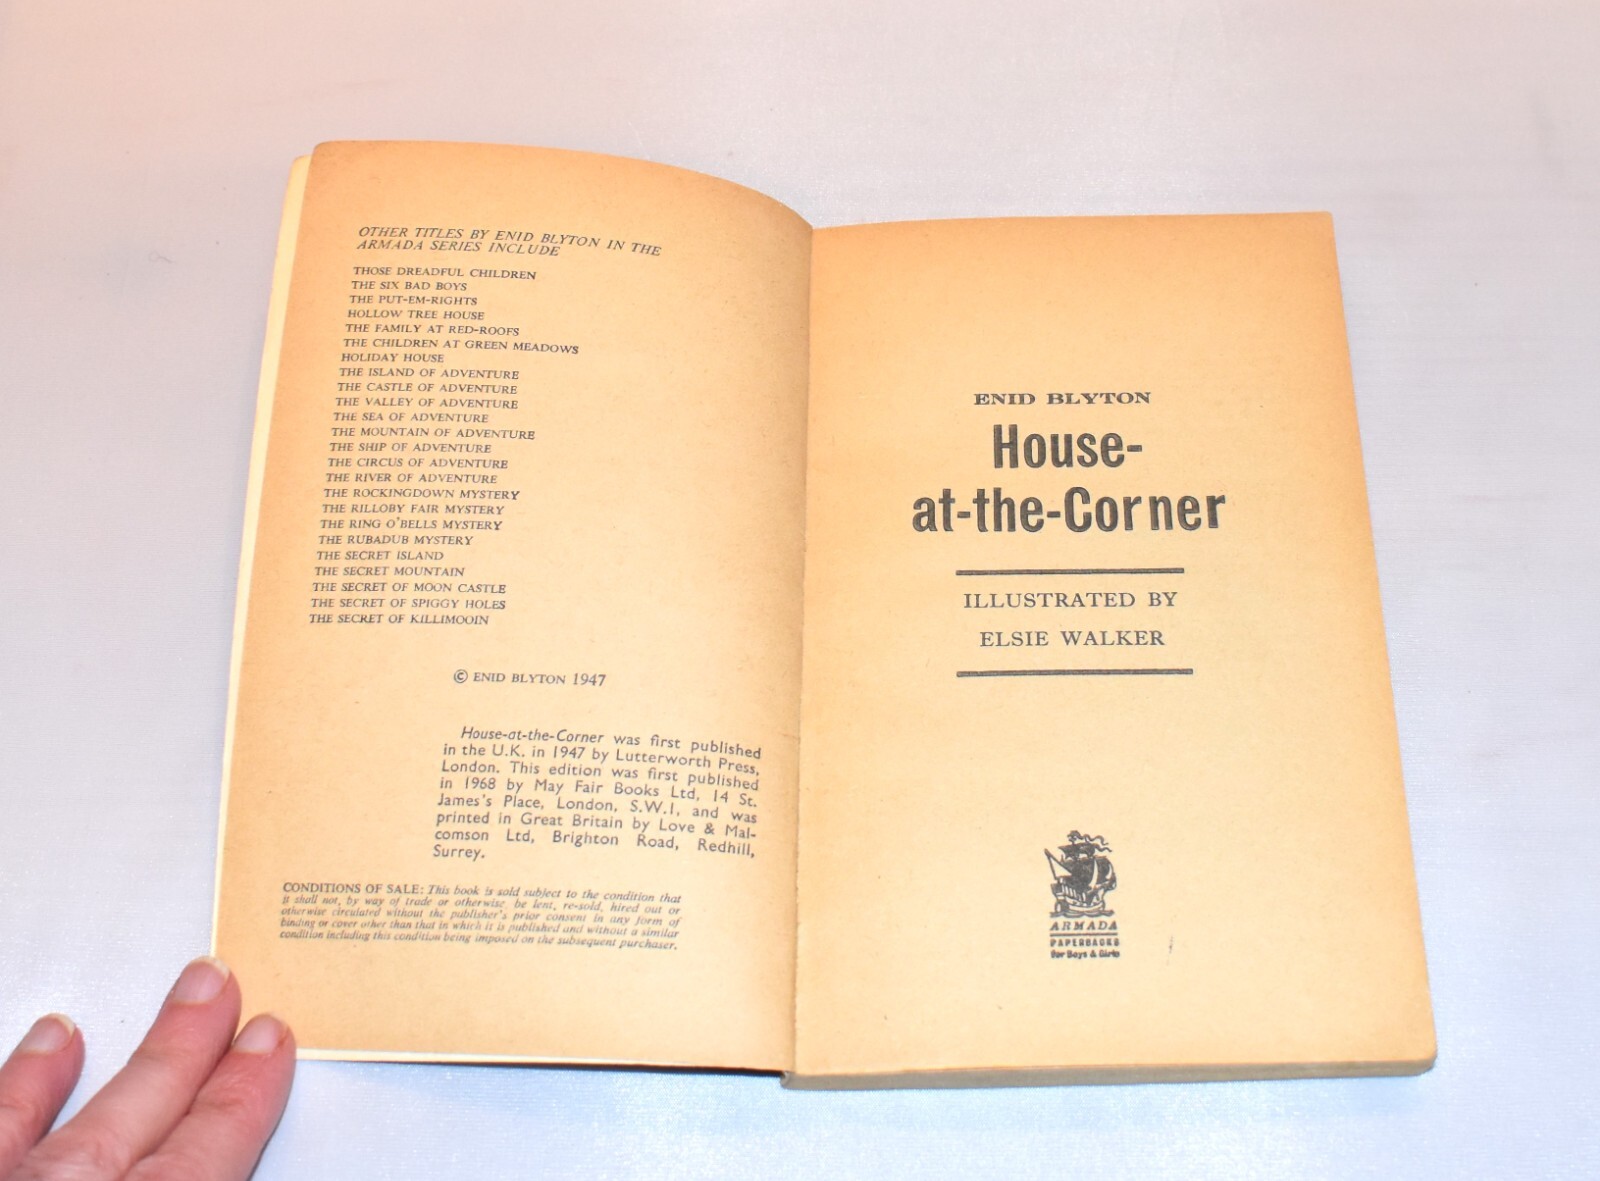 OTHER TITLES BY ENID BLYTON IN THE
ARMADA SERIES INCLUDE
THOSE DREADFUL CHILDREN
THE SIX BAD BOYS
THE PUT-EM-RIGHTS
HOLLOW TREE HOUSE
THE FAMILY AT RED-ROOFS
THE CHILDREN AT GREEN MEADOWS
HOLIDAY HOUSE
THE ISLAND OF ADVENTURE
THE CASTLE OF ADVENTURE
THE VALLEY OF ADVENTURE
THE SEA OF ADVENTURE
THE MOUNTAIN OF ADVENTURE
THE SHIP OF ADVENTURE
THE CIRCUS OF ADVENTURE
THE RIVER OF ADVENTURE
THE ROCKINGDOWN MYSTERY
THE RILLOBY FAIR MYSTERY
THE RING O'BELLS MYSTERY
THE RUBADUB MYSTERY
THE SECRET ISLAND
THE SECRET MOUNTAIN
THE SECRET OF MOON CASTLE
THE SECRET OF SPIGGY HOLES
THE SECRET OF KILLIMOOIN
© ENID BLYTON 1947
House-at-the-Corner was first published
in the U.K. in 1947 by Lutterworth Press,
London. This edition was first published
in 1968 by May Fair Books Ltd, 14 St.
James's Place, London, S.W.1, and was
printed in Great Britain by Love & Mal-
comson Ltd, Brighton Road, Redhill,
Surrey.
CONDITIONS OF SALE: This book is sold subject to the condition that
it shall not, by way of trade or otherwise, be lent, re-sold, hired out or
otherwise circulated without the publisher's prior consent in any form of
binding or cover other than that in which it is published and without a similar
condition including this condition being imposed on the subsequent purchaser.
ENID BLYTON
House-
at-the-Corner
ILLUSTRATED BY
ELSIE WALKER
ARMADA
PAPERBACKS
for Boys & Girls